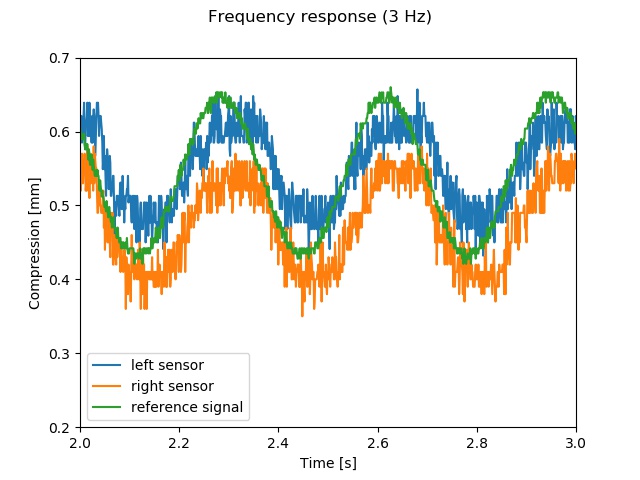 Frequency response (3 Hz)
0.7
0.6
0.5
0.4
0.3
0.2
Compression [mm]
left sensor
right sensor
reference signal
2.0 2.2 2.4 2.6 2.8 3.0
Time [s]